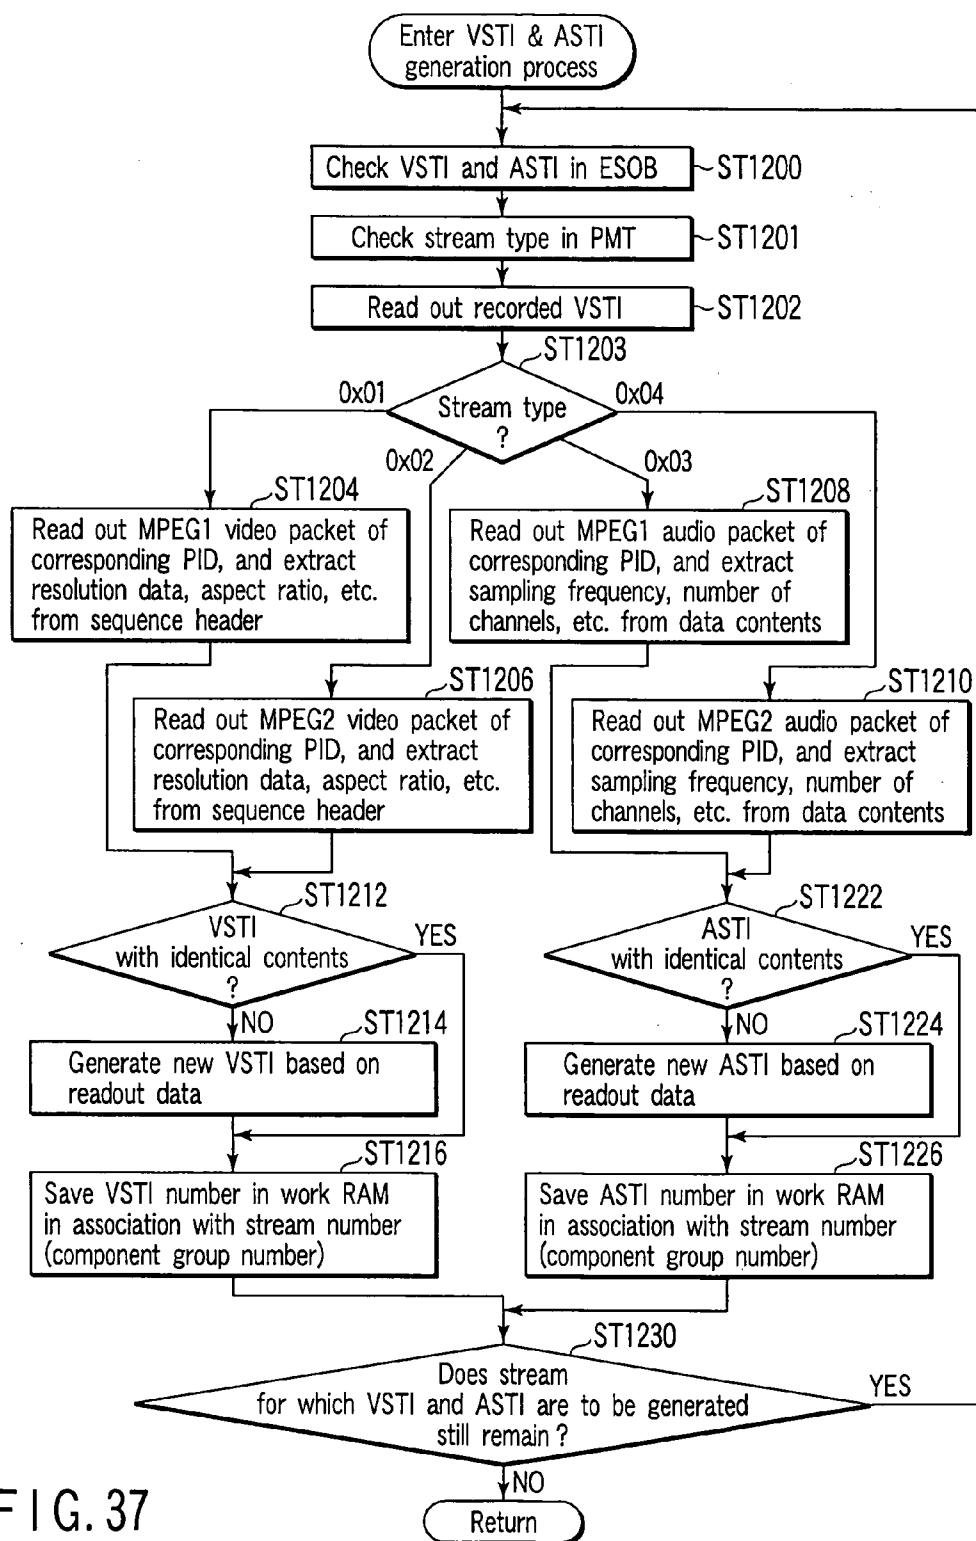 Enter VSTI & ASTI
generation process
Check VSTI and ASTI in ESOB
ST1200
Check stream type in PMT
ST1201
Read out recorded VSTI
ST1202
ST1203
Stream type
?
0x01
0x02
0x03
0x04
ST1204
Read out MPEG1 video packet of
corresponding PID, and extract
resolution data, aspect ratio, etc.
from sequence header
ST1208
Read out MPEG1 audio packet of
corresponding PID, and extract
sampling frequency, number of
channels, etc. from data contents
ST1206
Read out MPEG2 video packet of
corresponding PID, and extract
resolution data, aspect ratio, etc.
from sequence header
ST1210
Read out MPEG2 audio packet of
corresponding PID, and extract
sampling frequency, number of
channels, etc. from data contents
ST1212
VSTI
with identical contents
?
YES
NO
ST1222
ASTI
with identical contents
?
YES
NO
ST1214
Generate new VSTI based on
readout data
ST1224
Generate new ASTI based on
readout data
ST1216
Save VSTI number in work RAM
in association with stream number
(component group number)
ST1226
Save ASTI number in work RAM
in association with stream number
(component group number)
ST1230
Does stream
for which VSTI and ASTI are to be generated
still remain ?
YES
NO
Return
FIG. 37